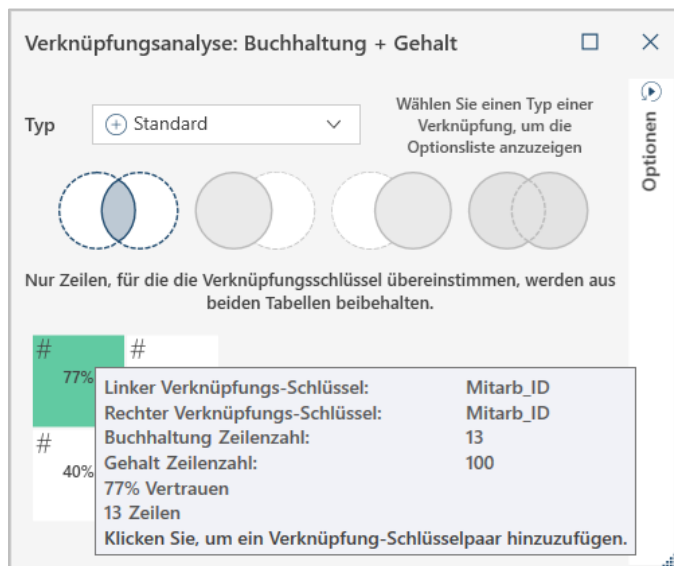 Verknüpfungsanalyse: Buchhaltung + Gehalt
Typ
Standard
Wählen Sie einen Typ einer
Verknüpfung, um die
Optionsliste anzuzeigen
Optionen
Nur Zeilen, für die die Verknüpfungsschlüssel übereinstimmen, werden aus
beiden Tabellen beibehalten.
# #
77%
#
40%
Linker Verknüpfungs-Schlüssel: Mitarb_ID
Rechter Verknüpfungs-Schlüssel: Mitarb_ID
Buchhaltung Zeilenzahl: 13
Gehalt Zeilenzahl: 100
77% Vertrauen
13 Zeilen
Klicken Sie, um ein Verknüpfung-Schlüsselpaar hinzuzufügen.